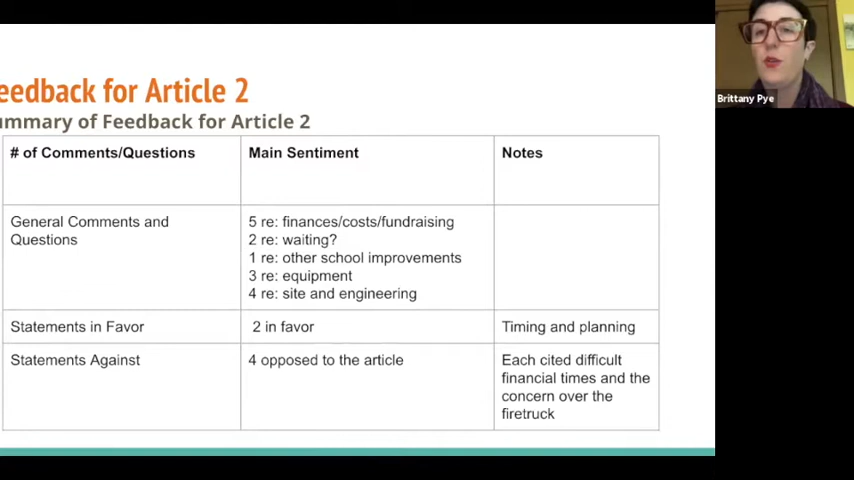 eedback for Article 2
ummary of Feedback for Article 2
# of Comments/Questions
Main Sentiment
Notes
General Comments and
Questions
5 re: finances/costs/fundraising
2 re: waiting?
1 re: other school improvements
3 re: equipment
4 re: site and engineering
Statements in Favor
2 in favor
Timing and planning
Statements Against
4 opposed to the article
Each cited difficult
financial times and the
concern over the
firetruck
Brittany Pye